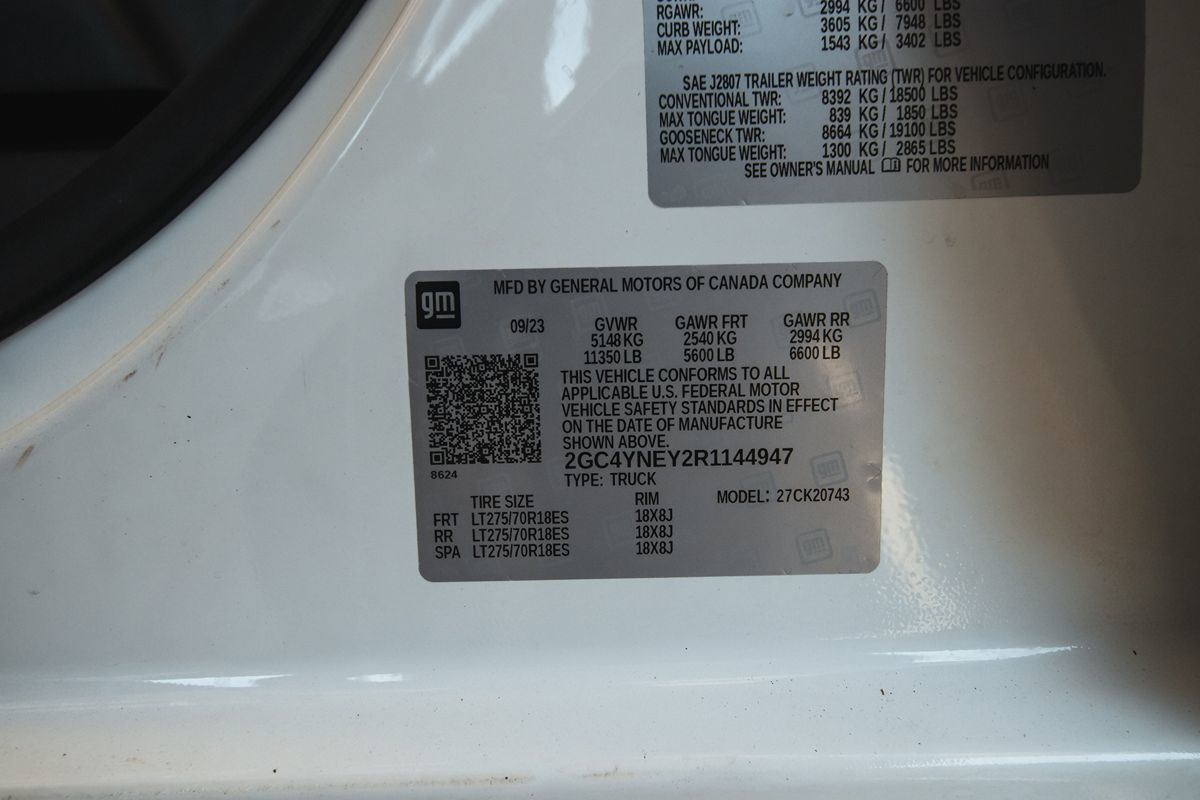 RGAWR: 2994 KG/ 6600 LBS
CURB WEIGHT: 3605 KG/ 7948 LBS
MAX PAYLOAD: 1543 KG/ 3402 LBS
SAE J2807 TRAILER WEIGHT RATING (TWR) FOR VEHICLE CONFIGURATION.
CONVENTIONAL TWR: 8392 KG/18500 LBS
MAX TONGUE WEIGHT: 839 KG/ 1850 LBS
GOOSENECK TWR: 8664 KG/19100 LBS
MAX TONGUE WEIGHT: 1300 KG/ 2865 LBS
SEE OWNER'S MANUAL FOR MORE INFORMATION
gm
MFD BY GENERAL MOTORS OF CANADA COMPANY
09/23 GVWR GAWR FRT GAWR RR
5148 KG 2540 KG 2994 KG
11350 LB 5600 LB 6600 LB
THIS VEHICLE CONFORMS TO ALL
APPLICABLE U.S. FEDERAL MOTOR
VEHICLE SAFETY STANDARDS IN EFFECT
ON THE DATE OF MANUFACTURE
SHOWN ABOVE.
2GC4YNEY2R1144947
8624
TYPE: TRUCK
TIRE SIZE RIM MODEL: 27CK20743
FRT LT275/70R18ES 18X8J
RR LT275/70R18ES 18X8J
SPA LT275/70R18ES 18X8J